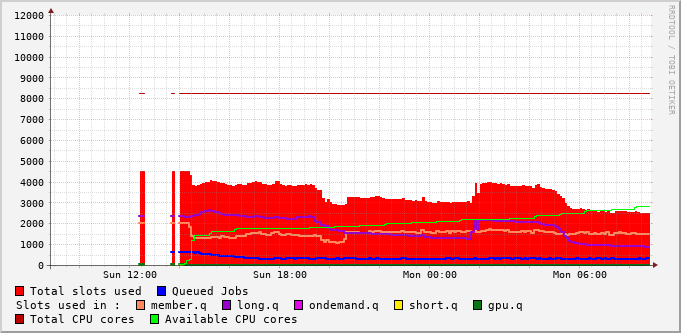 12000
11000
10000
9000
8000
7000
6000
5000
4000
3000
2000
1000
0
Sun 12:00 Sun 18:00 Mon 00:00 Mon 06:00
RRDTOOL / TOBI OETIKER
Total slots used Queued Jobs
Slots used in : member.q long.q ondemand.q short.q gpu.q
Total CPU cores Available CPU cores